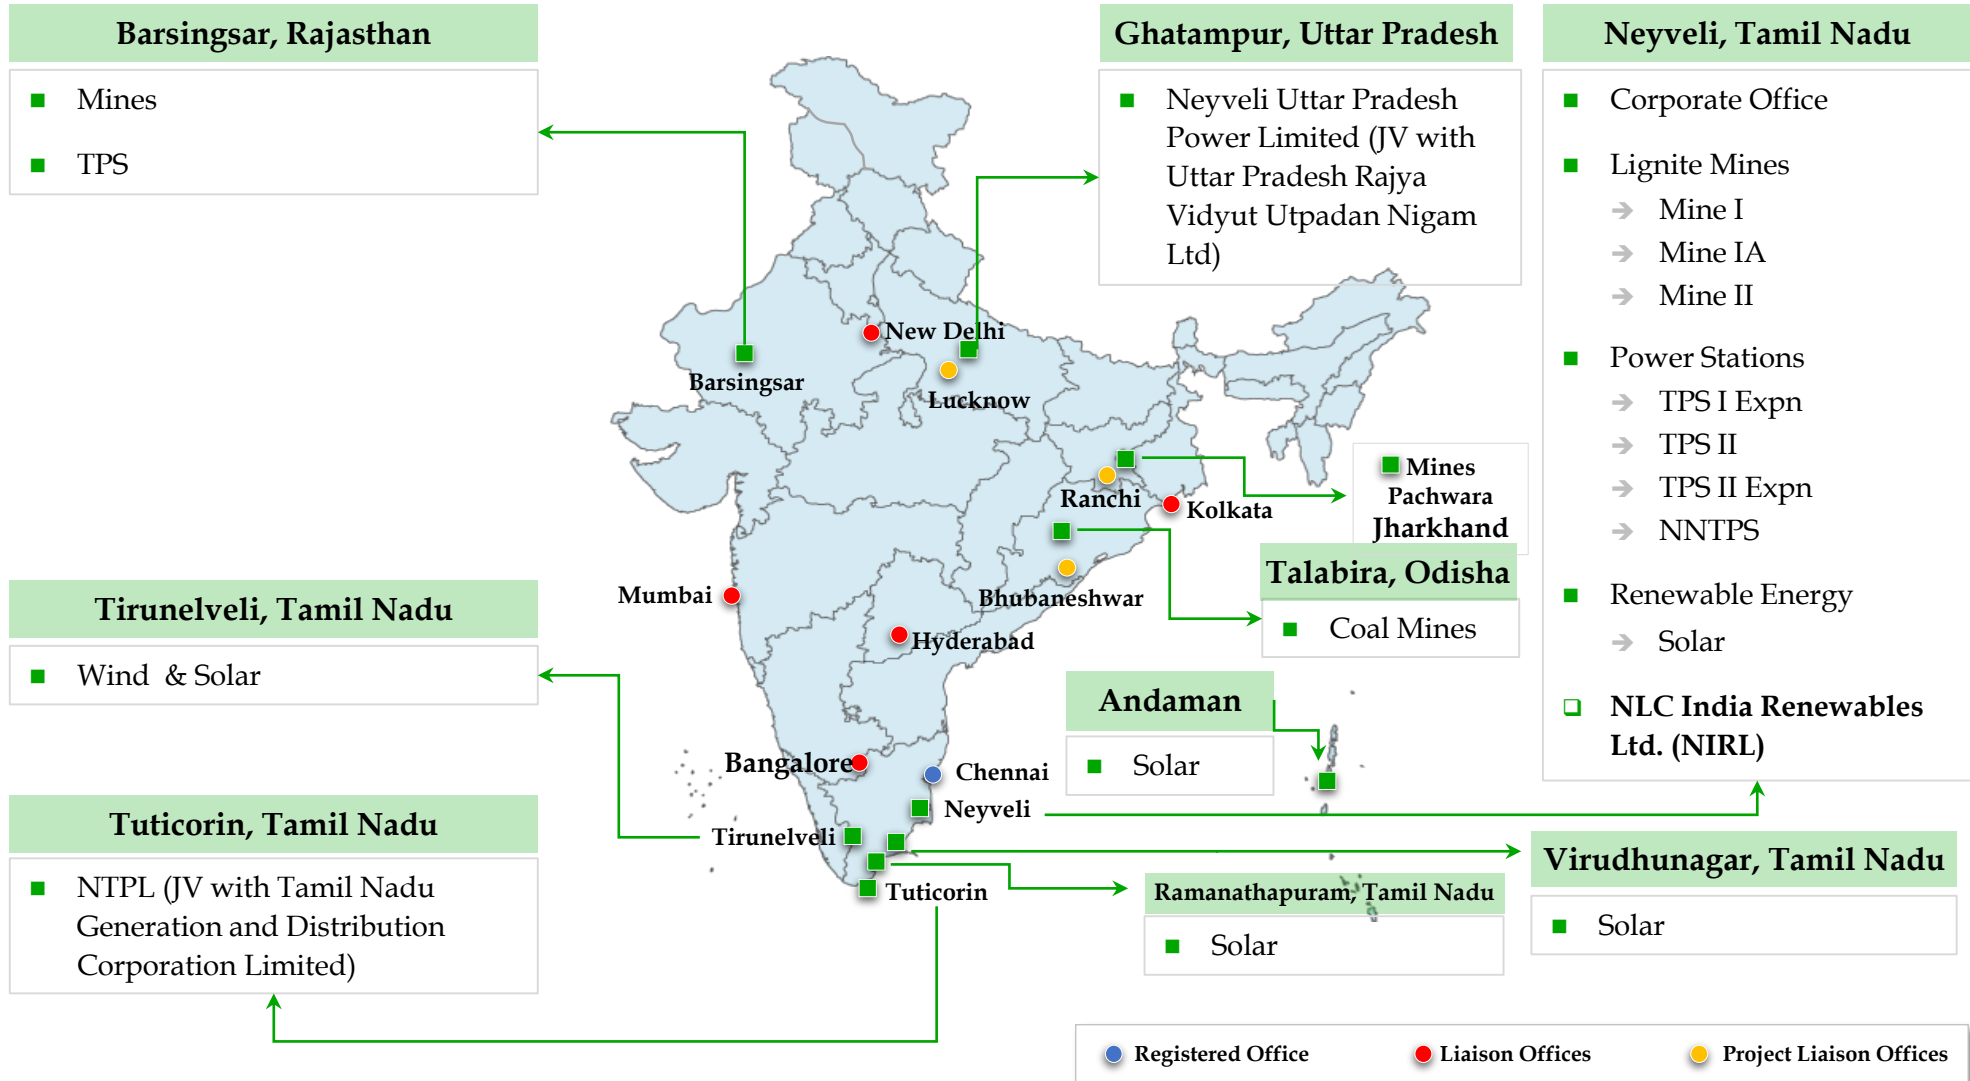 Barsingsar, Rajasthan
Mines
TPS
Ghatampur, Uttar Pradesh
Neyveli Uttar Pradesh
Power Limited (JV with
Uttar Pradesh Rajya
Vidyut Utpadan Nigam
Ltd)
Neyveli, Tamil Nadu
Corporate Office
Lignite Mines
Mine I
Mine IA
Mine II
Power Stations
TPS I Expn
TPS II
TPS II Expn
NNTPS
Renewable Energy
Solar
NLC India Renewables
Ltd. (NIRL)
New Delhi
Barsingsar
Lucknow
Ranchi
Kolkata
Mines
Pachwara
Jharkhand
Talabira, Odisha
Coal Mines
Bhubaneshwar
Mumbai
Hyderabad
Tirunelveli, Tamil Nadu
Wind & Solar
Andaman
Solar
Bangalore
Chennai
Neyveli
Tirunelveli
Tuticorin
Tuticorin, Tamil Nadu
NTPL (JV with Tamil Nadu
Generation and Distribution
Corporation Limited)
Ramanathapuram, Tamil Nadu
Solar
Virudhunagar, Tamil Nadu
Solar
Registered Office
Liaison Offices
Project Liaison Offices